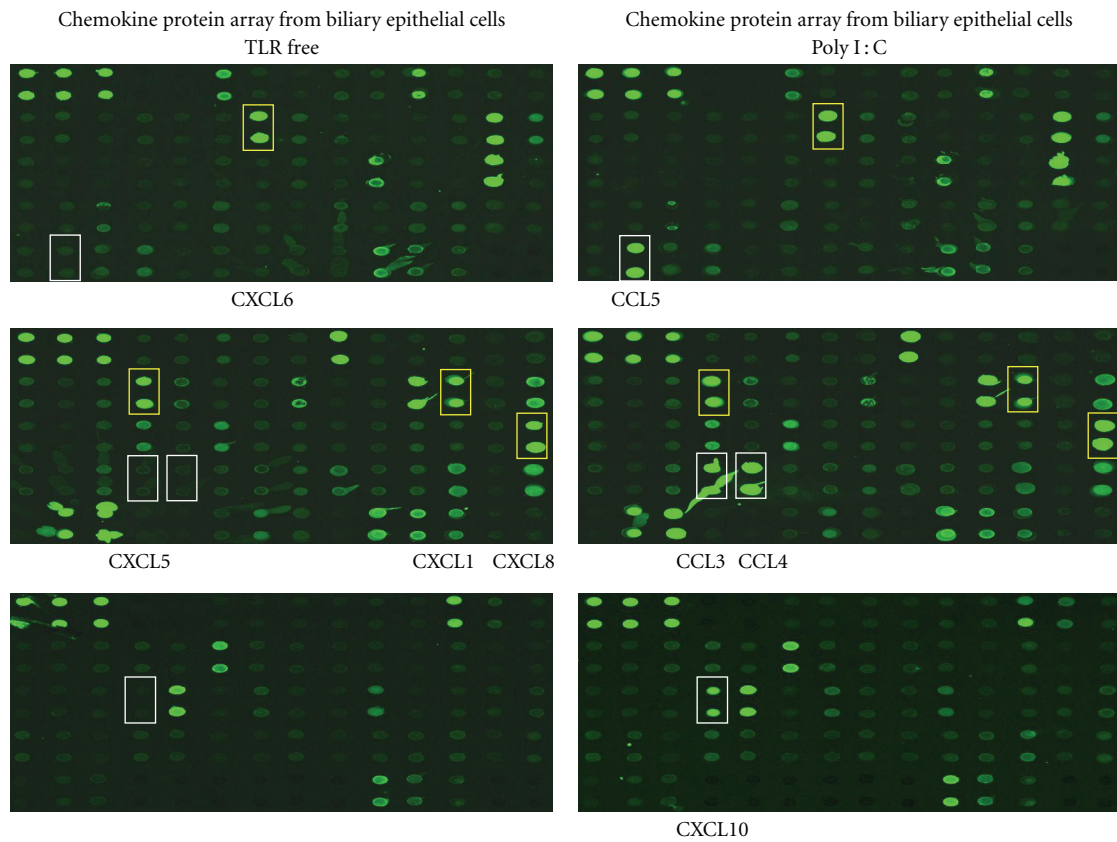 Chemokine protein array from biliary epithelial cells
TLR free
Chemokine protein array from biliary epithelial cells
Poly I : C
CXCL6
CCL5
CXCL5
CXCL1
CXCL8
CCL3
CCL4
CXCL10